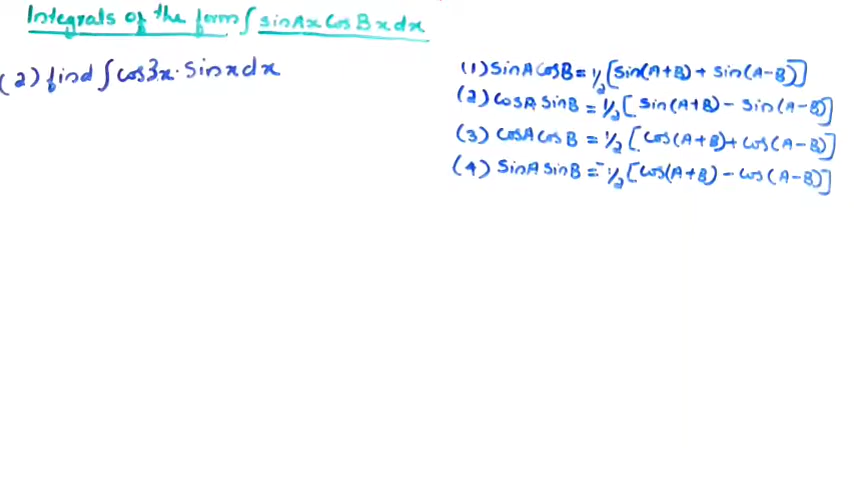 Integrals of the form ∫ sinAx Cos B x dx
(2) find ∫ cos3x · sinx dx
(1) SinA CosB = 1/2 [sin(A+B) + sin(A-B)]
(2) CosA SinB = 1/2 [sin(A+B) - sin(A-B)]
(3) CosA Cos B = 1/2 [cos(A+B) + cos(A-B)]
(4) SinA SinB = -1/2 [cos(A+B) - cos(A-B)]